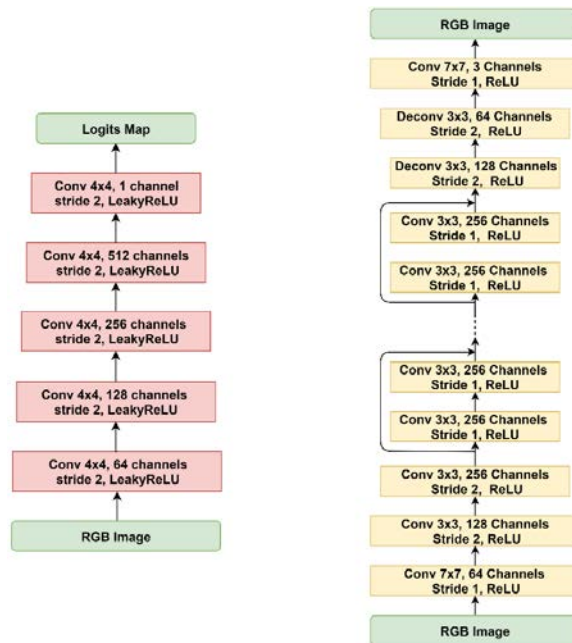 Logits Map
Conv 4x4, 1 channel
stride 2, LeakyReLU
Conv 4x4, 512 channels
stride 2, LeakyReLU
Conv 4x4, 256 channels
stride 2, LeakyReLU
Conv 4x4, 128 channels
stride 2, LeakyReLU
Conv 4x4, 64 channels
stride 2, LeakyReLU
RGB Image
RGB Image
Conv 7x7, 3 Channels
Stride 1, ReLU
Deconv 3x3, 64 Channels
Stride 2, ReLU
Deconv 3x3, 128 Channels
Stride 2, ReLU
Conv 3x3, 256 Channels
Stride 1, ReLU
Conv 3x3, 256 Channels
Stride 1, ReLU
Conv 3x3, 256 Channels
Stride 1, ReLU
Conv 3x3, 256 Channels
Stride 1, ReLU
Conv 3x3, 256 Channels
Stride 2, ReLU
Conv 3x3, 128 Channels
Stride 2, ReLU
Conv 7x7, 64 Channels
Stride 1, ReLU
RGB Image